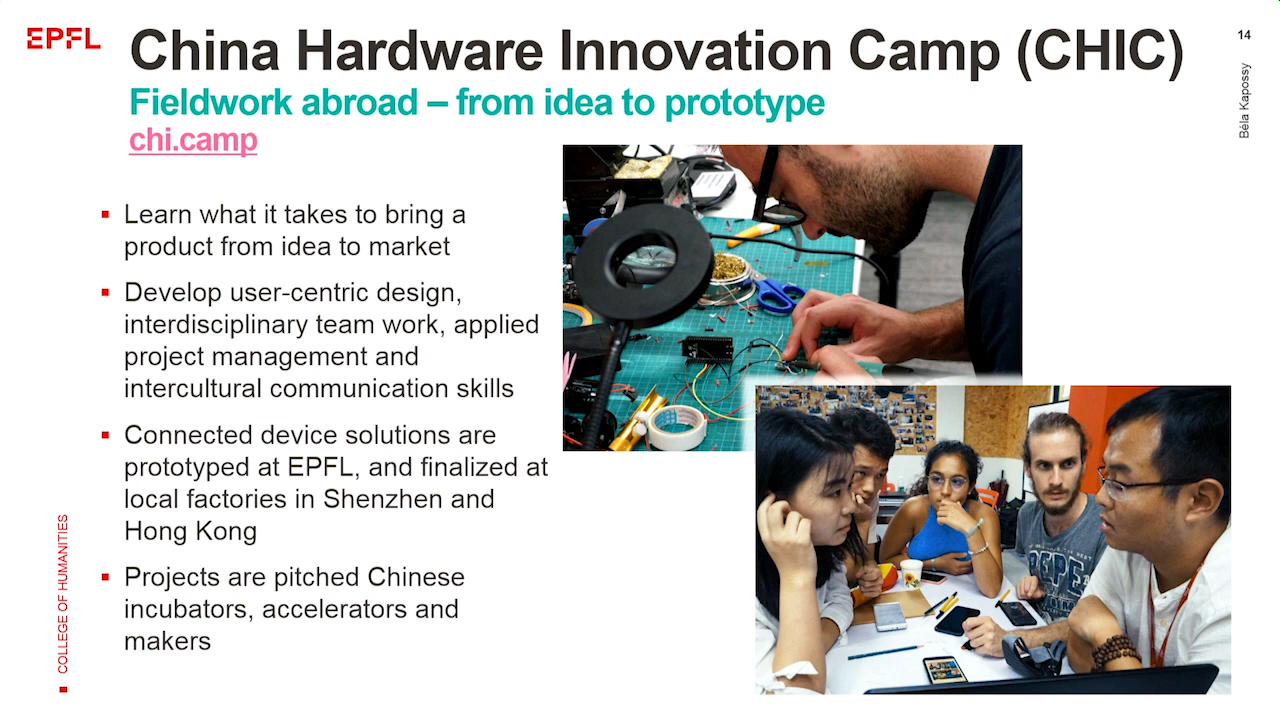 EPFL
China Hardware Innovation Camp (CHIC)
Fieldwork abroad – from idea to prototype
chi.camp
14
Béla Kapossy
▪ Learn what it takes to bring a
product from idea to market
▪ Develop user-centric design,
interdisciplinary team work, applied
project management and
intercultural communication skills
▪ Connected device solutions are
prototyped at EPFL, and finalized at
local factories in Shenzhen and
Hong Kong
▪ Projects are pitched Chinese
incubators, accelerators and
makers
COLLEGE OF HUMANITIES